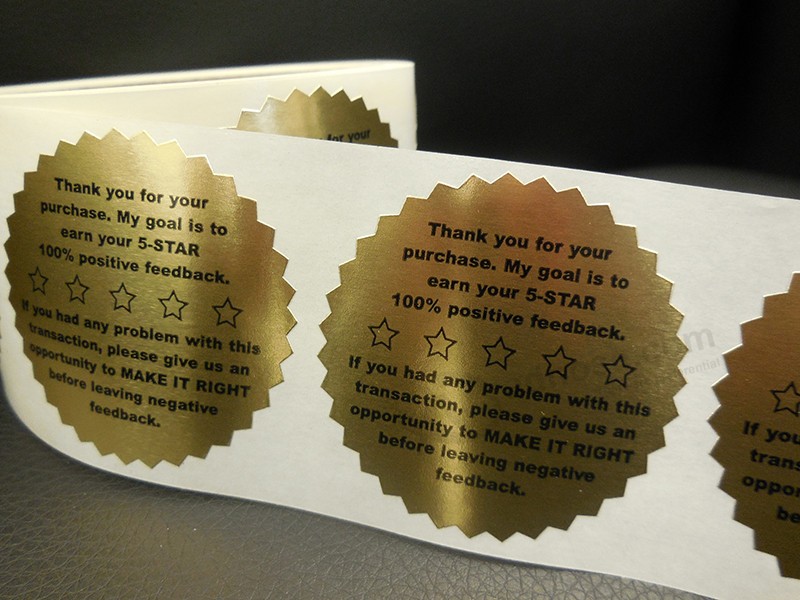 Thank you for your
purchase. My goal is to
earn your 5-STAR
100% positive feedback.
If you had any problem with this
transaction, please give us an
opportunity to MAKE IT RIGHT
before leaving negative
feedback.
for your
Thank you for your
purchase. My goal is to
earn your 5-STAR
100% positive feedback.
If you had any problem with this
transaction, please give us an
opportunity to MAKE IT RIGHT
before leaving negative
feedback.
If you